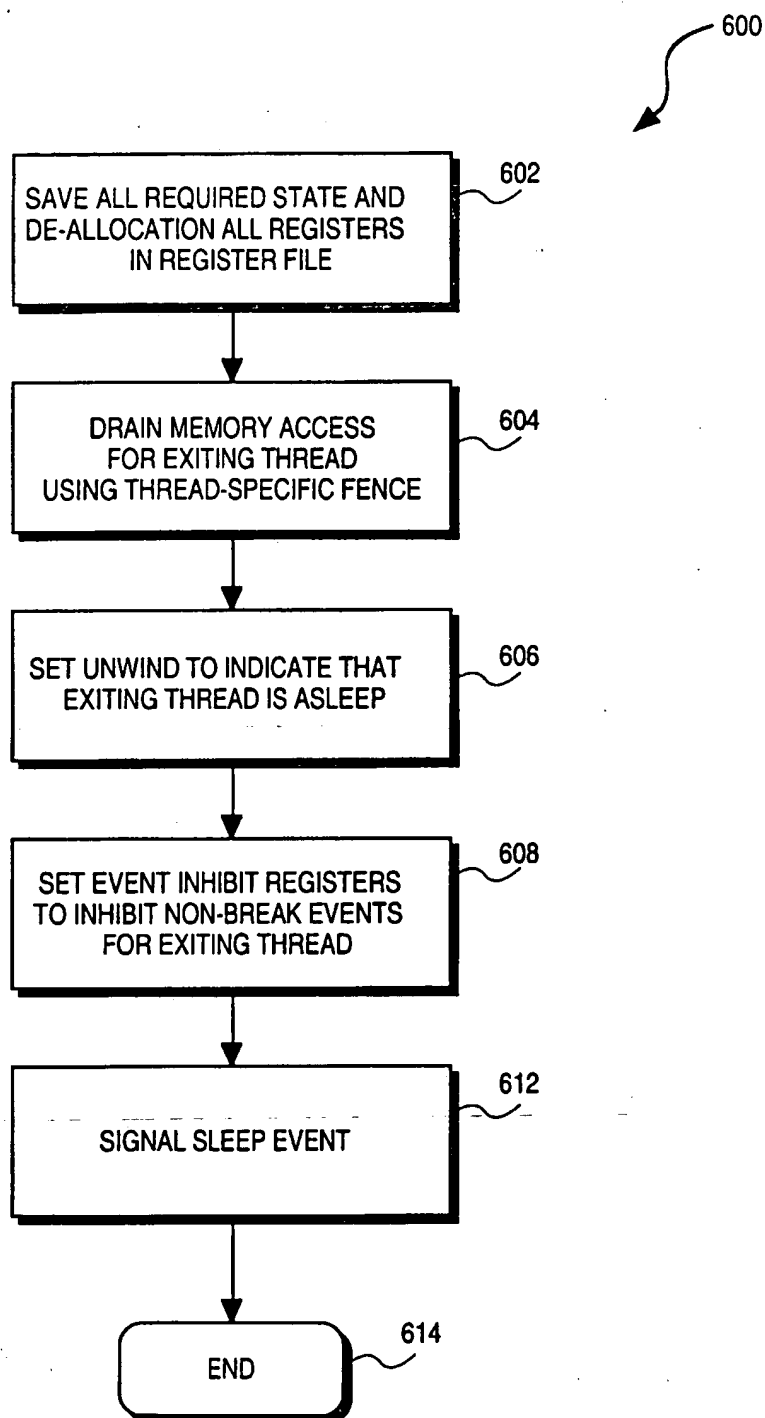 600
602
SAVE ALL REQUIRED STATE AND
DE-ALLOCATION ALL REGISTERS
IN REGISTER FILE
604
DRAIN MEMORY ACCESS
FOR EXITING THREAD
USING THREAD-SPECIFIC FENCE
606
SET UNWIND TO INDICATE THAT
EXITING THREAD IS ASLEEP
608
SET EVENT INHIBIT REGISTERS
TO INHIBIT NON-BREAK EVENTS
FOR EXITING THREAD
612
SIGNAL SLEEP EVENT
614
END